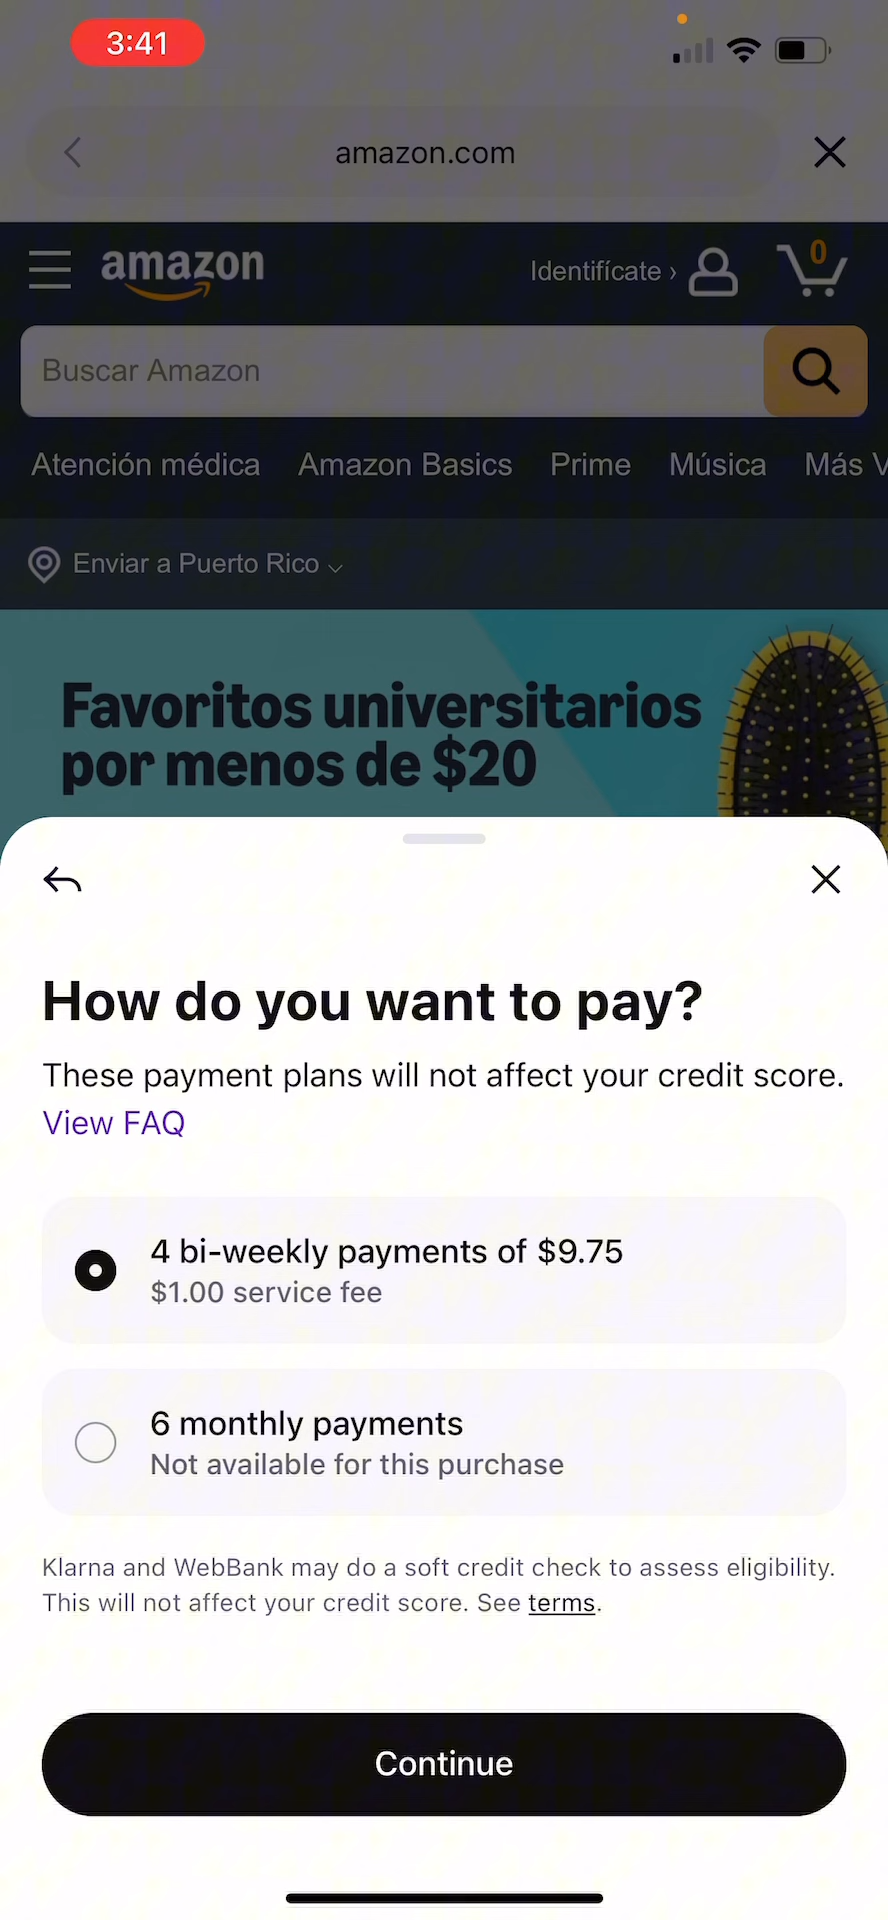 3:41
amazon.com
amazon
Identifícate ›
0
Buscar Amazon
Atención médica Amazon Basics Prime Música Más V
Enviar a Puerto Rico
Favoritos universitarios
por menos de $20
How do you want to pay?
These payment plans will not affect your credit score.
View FAQ
4 bi-weekly payments of $9.75
$1.00 service fee
6 monthly payments
Not available for this purchase
Klarna and WebBank may do a soft credit check to assess eligibility.
This will not affect your credit score. See terms.
Continue